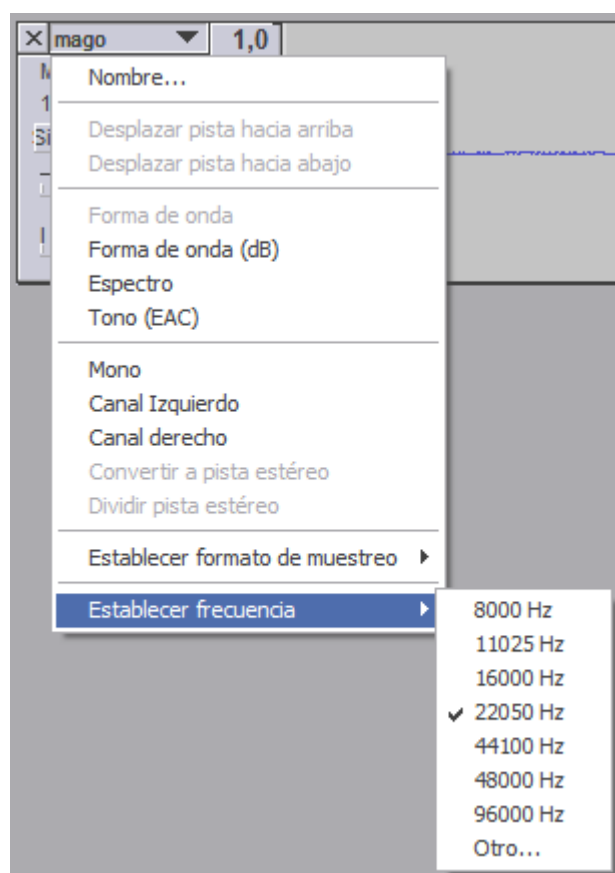 mago 1,0
Nombre...
Desplazar pista hacia arriba
Desplazar pista hacia abajo
Forma de onda
Forma de onda (dB)
Espectro
Tono (EAC)
Mono
Canal Izquierdo
Canal derecho
Convertir a pista estéreo
Dividir pista estéreo
Establecer formato de muestreo
Establecer frecuencia
8000 Hz
11025 Hz
16000 Hz
22050 Hz
44100 Hz
48000 Hz
96000 Hz
Otro...